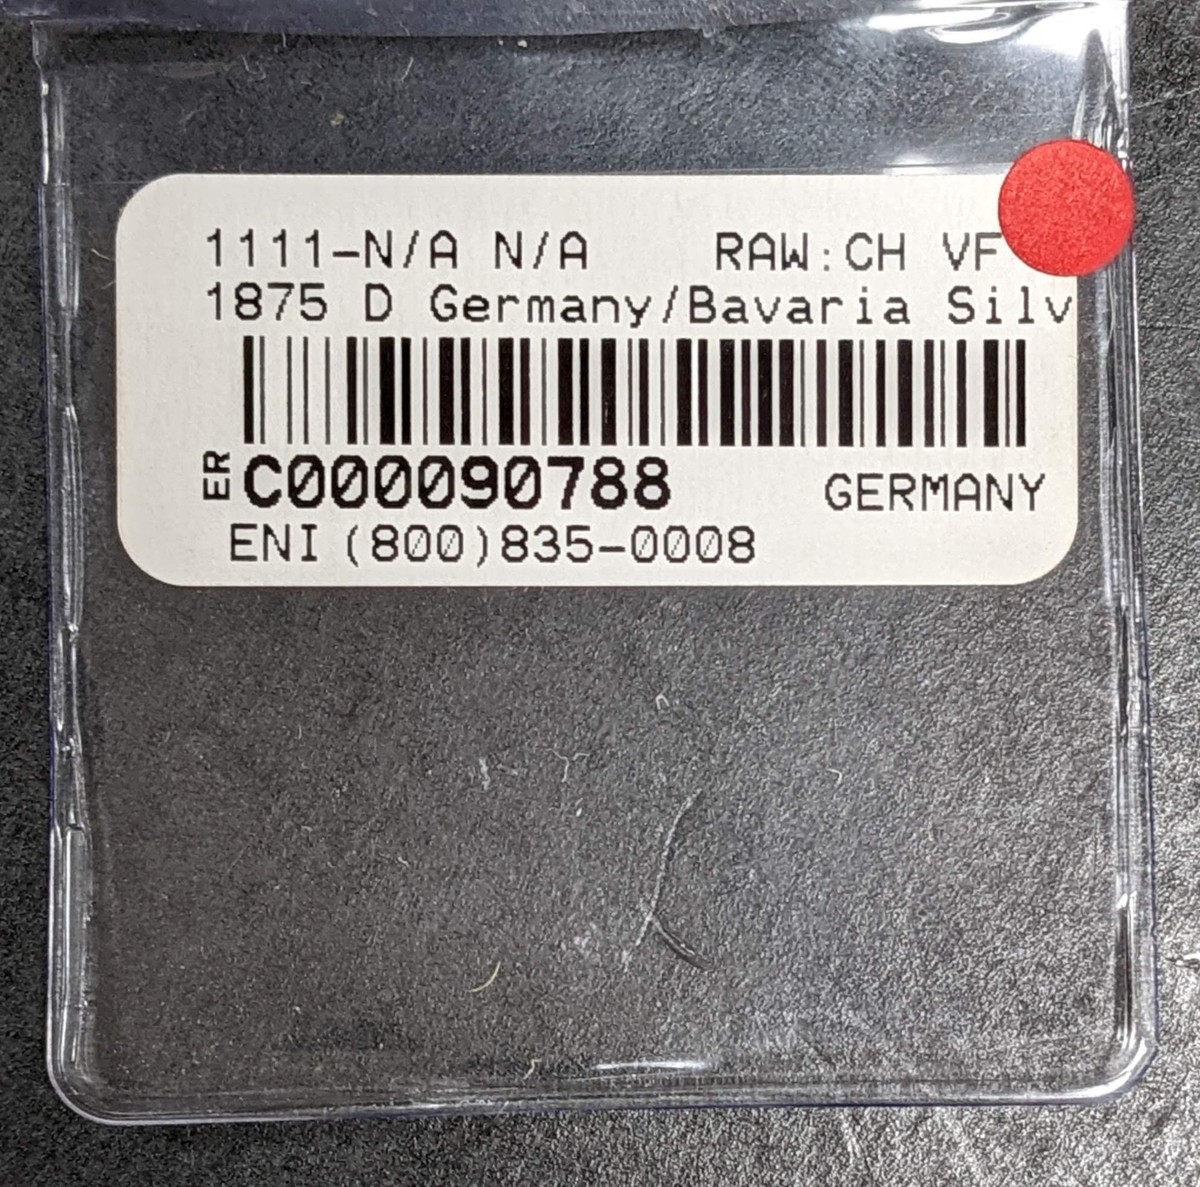 1111-N/A N/A RAW:CH VF
1875 D Germany/Bavaria Silv
ER C000090788 GERMANY
ENI (800)835-0008